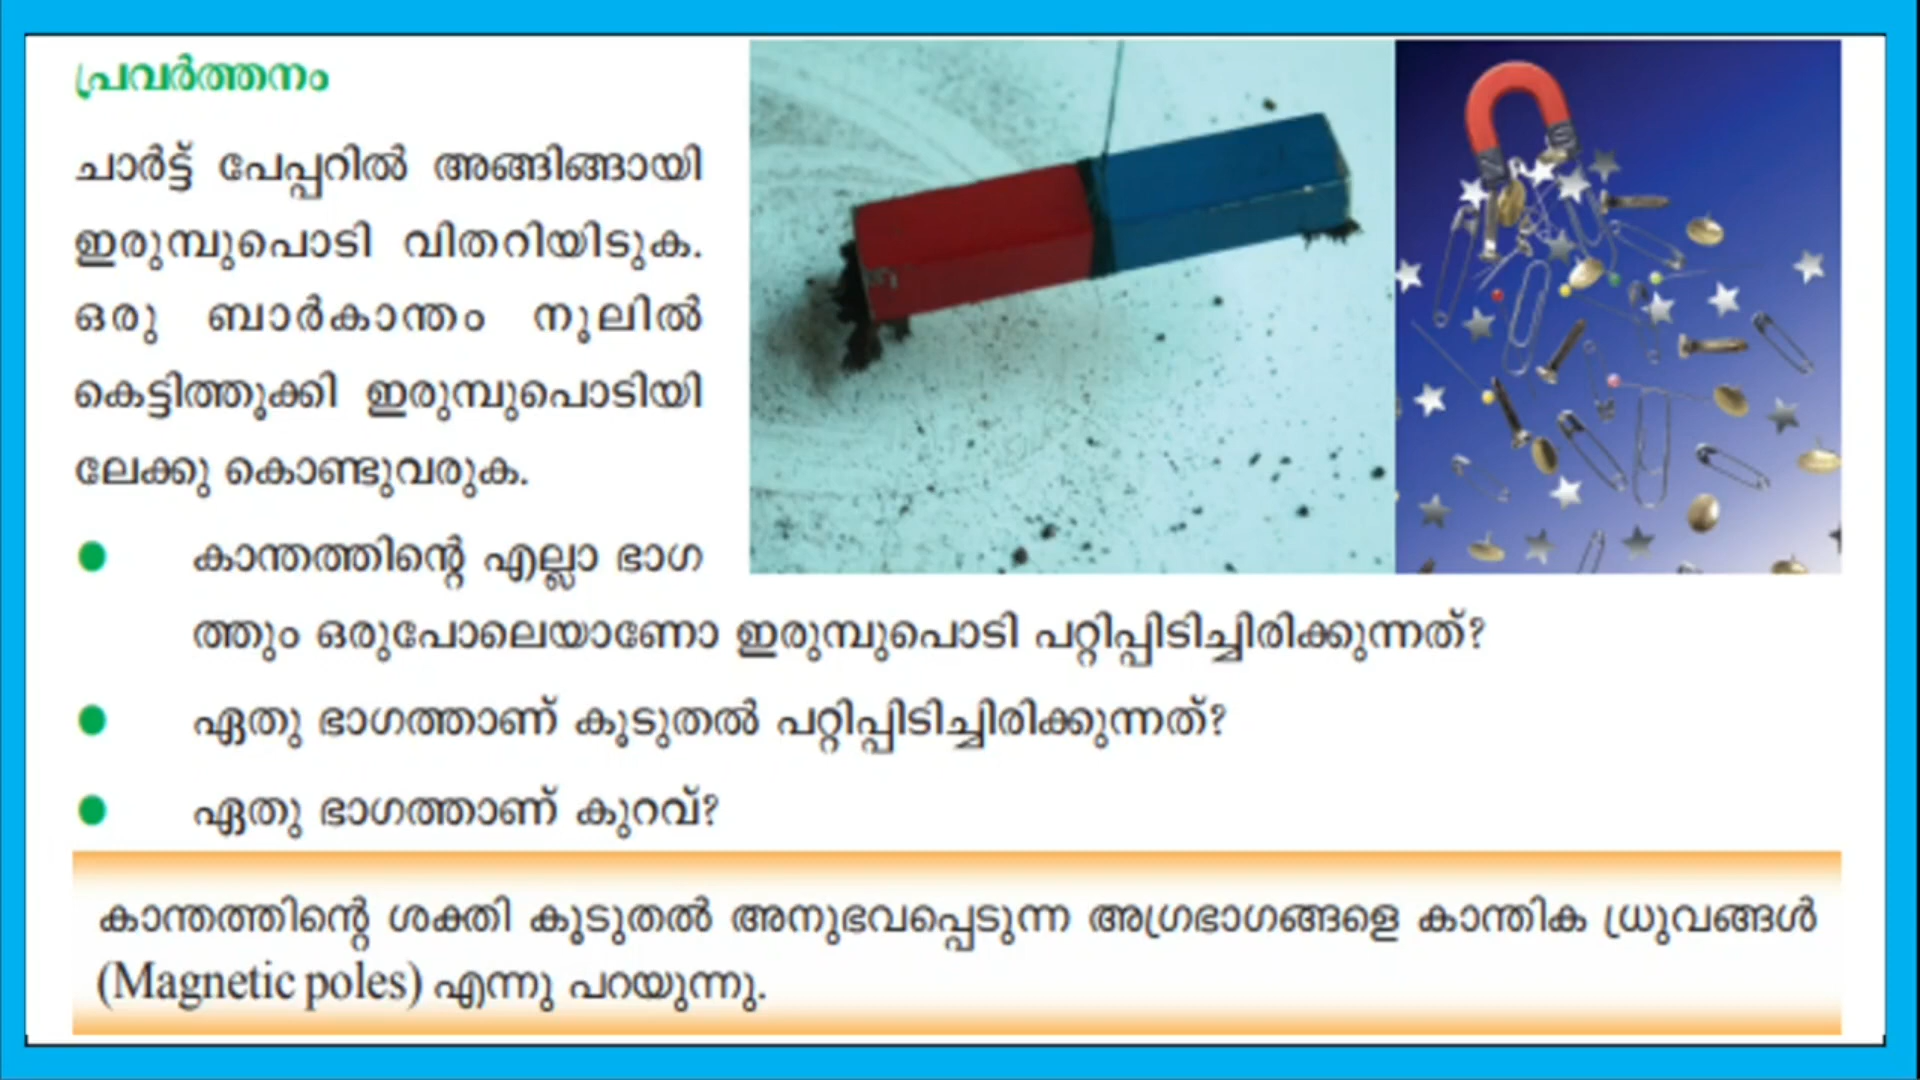 പ്രവർത്തനം
ചാർട്ട് പേപ്പറിൽ അങ്ങിങ്ങായി
ഇരുമ്പുപൊടി വിതറിയിടുക.
ഒരു ബാർകാന്തം നൂലിൽ
കെട്ടിത്തൂക്കി ഇരുമ്പുപൊടിയി
ലേക്കു കൊണ്ടുവരുക.
കാന്തത്തിന്റെ എല്ലാ ഭാഗ
ത്തും ഒരുപോലെയാണോ ഇരുമ്പുപൊടി പറ്റിപ്പിടിച്ചിരിക്കുന്നത്?
ഏതു ഭാഗത്താണ് കൂടുതൽ പറ്റിപ്പിടിച്ചിരിക്കുന്നത്?
ഏതു ഭാഗത്താണ് കുറവ്?
കാന്തത്തിന്റെ ശക്തി കൂടുതൽ അനുഭവപ്പെടുന്ന അഗ്രഭാഗങ്ങളെ കാന്തിക ധ്രുവങ്ങൾ
(Magnetic poles) എന്നു പറയുന്നു.
N
S